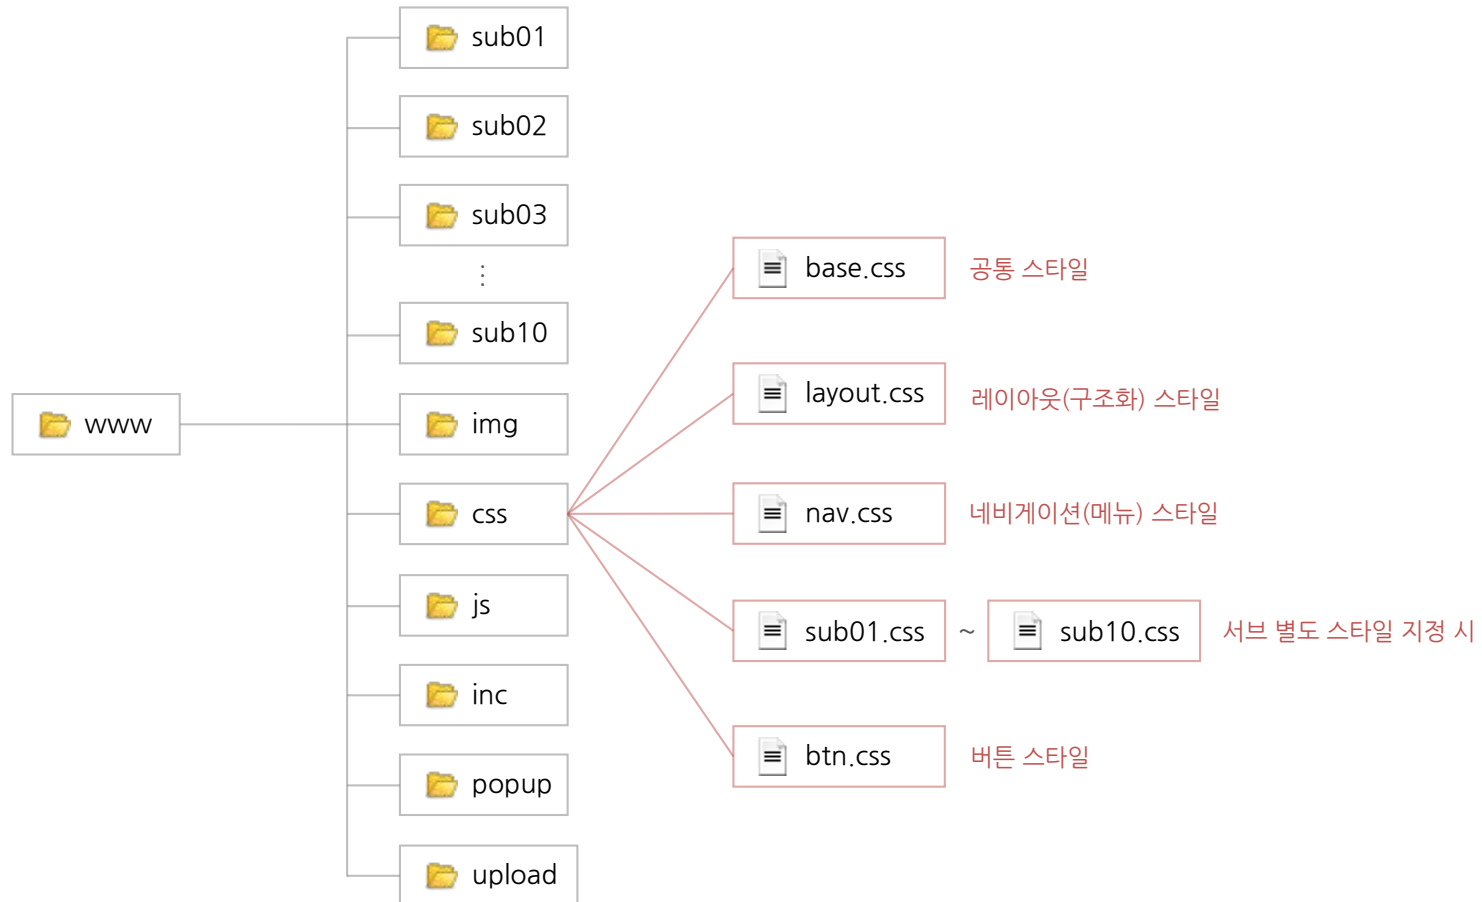 sub01
sub02
sub03
⋮
sub10
www
img
css
js
inc
popup
upload
base.css 공통 스타일
layout.css 레이아웃(구조화) 스타일
nav.css 네비게이션(메뉴) 스타일
sub01.css ~ sub10.css 서브 별도 스타일 지정 시
btn.css 버튼 스타일